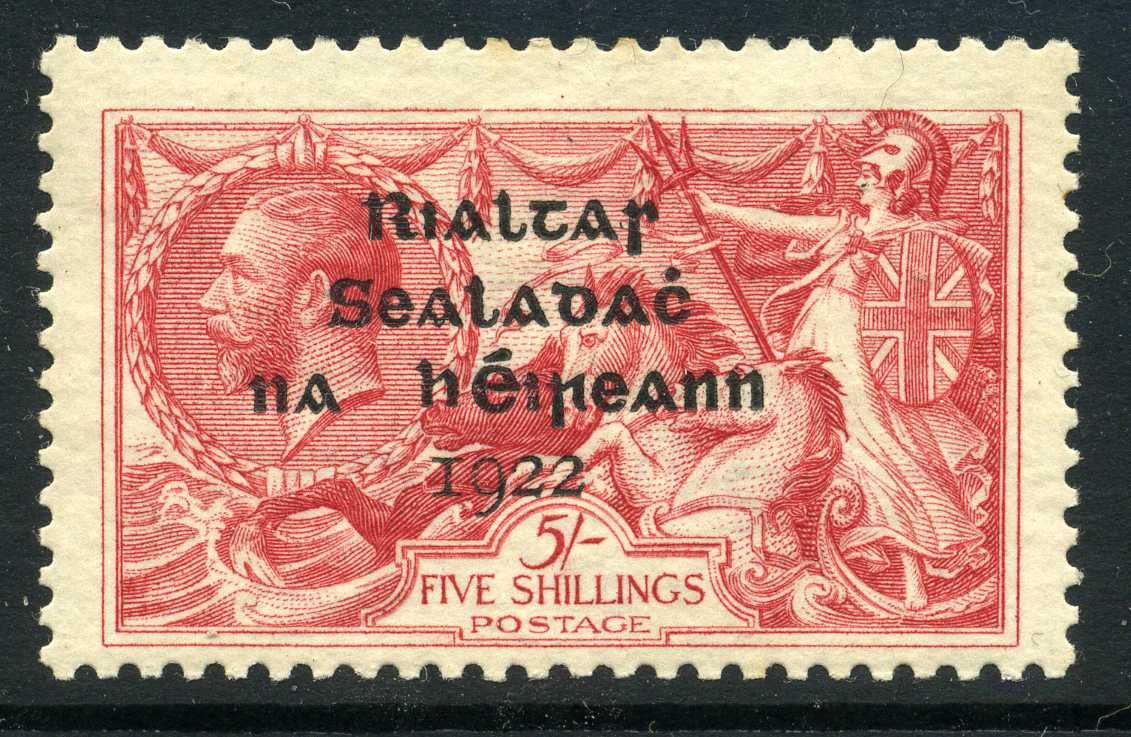 Rialtas
Sealadaċ
na hÉireann
1922
5/-
FIVE SHILLINGS
POSTAGE